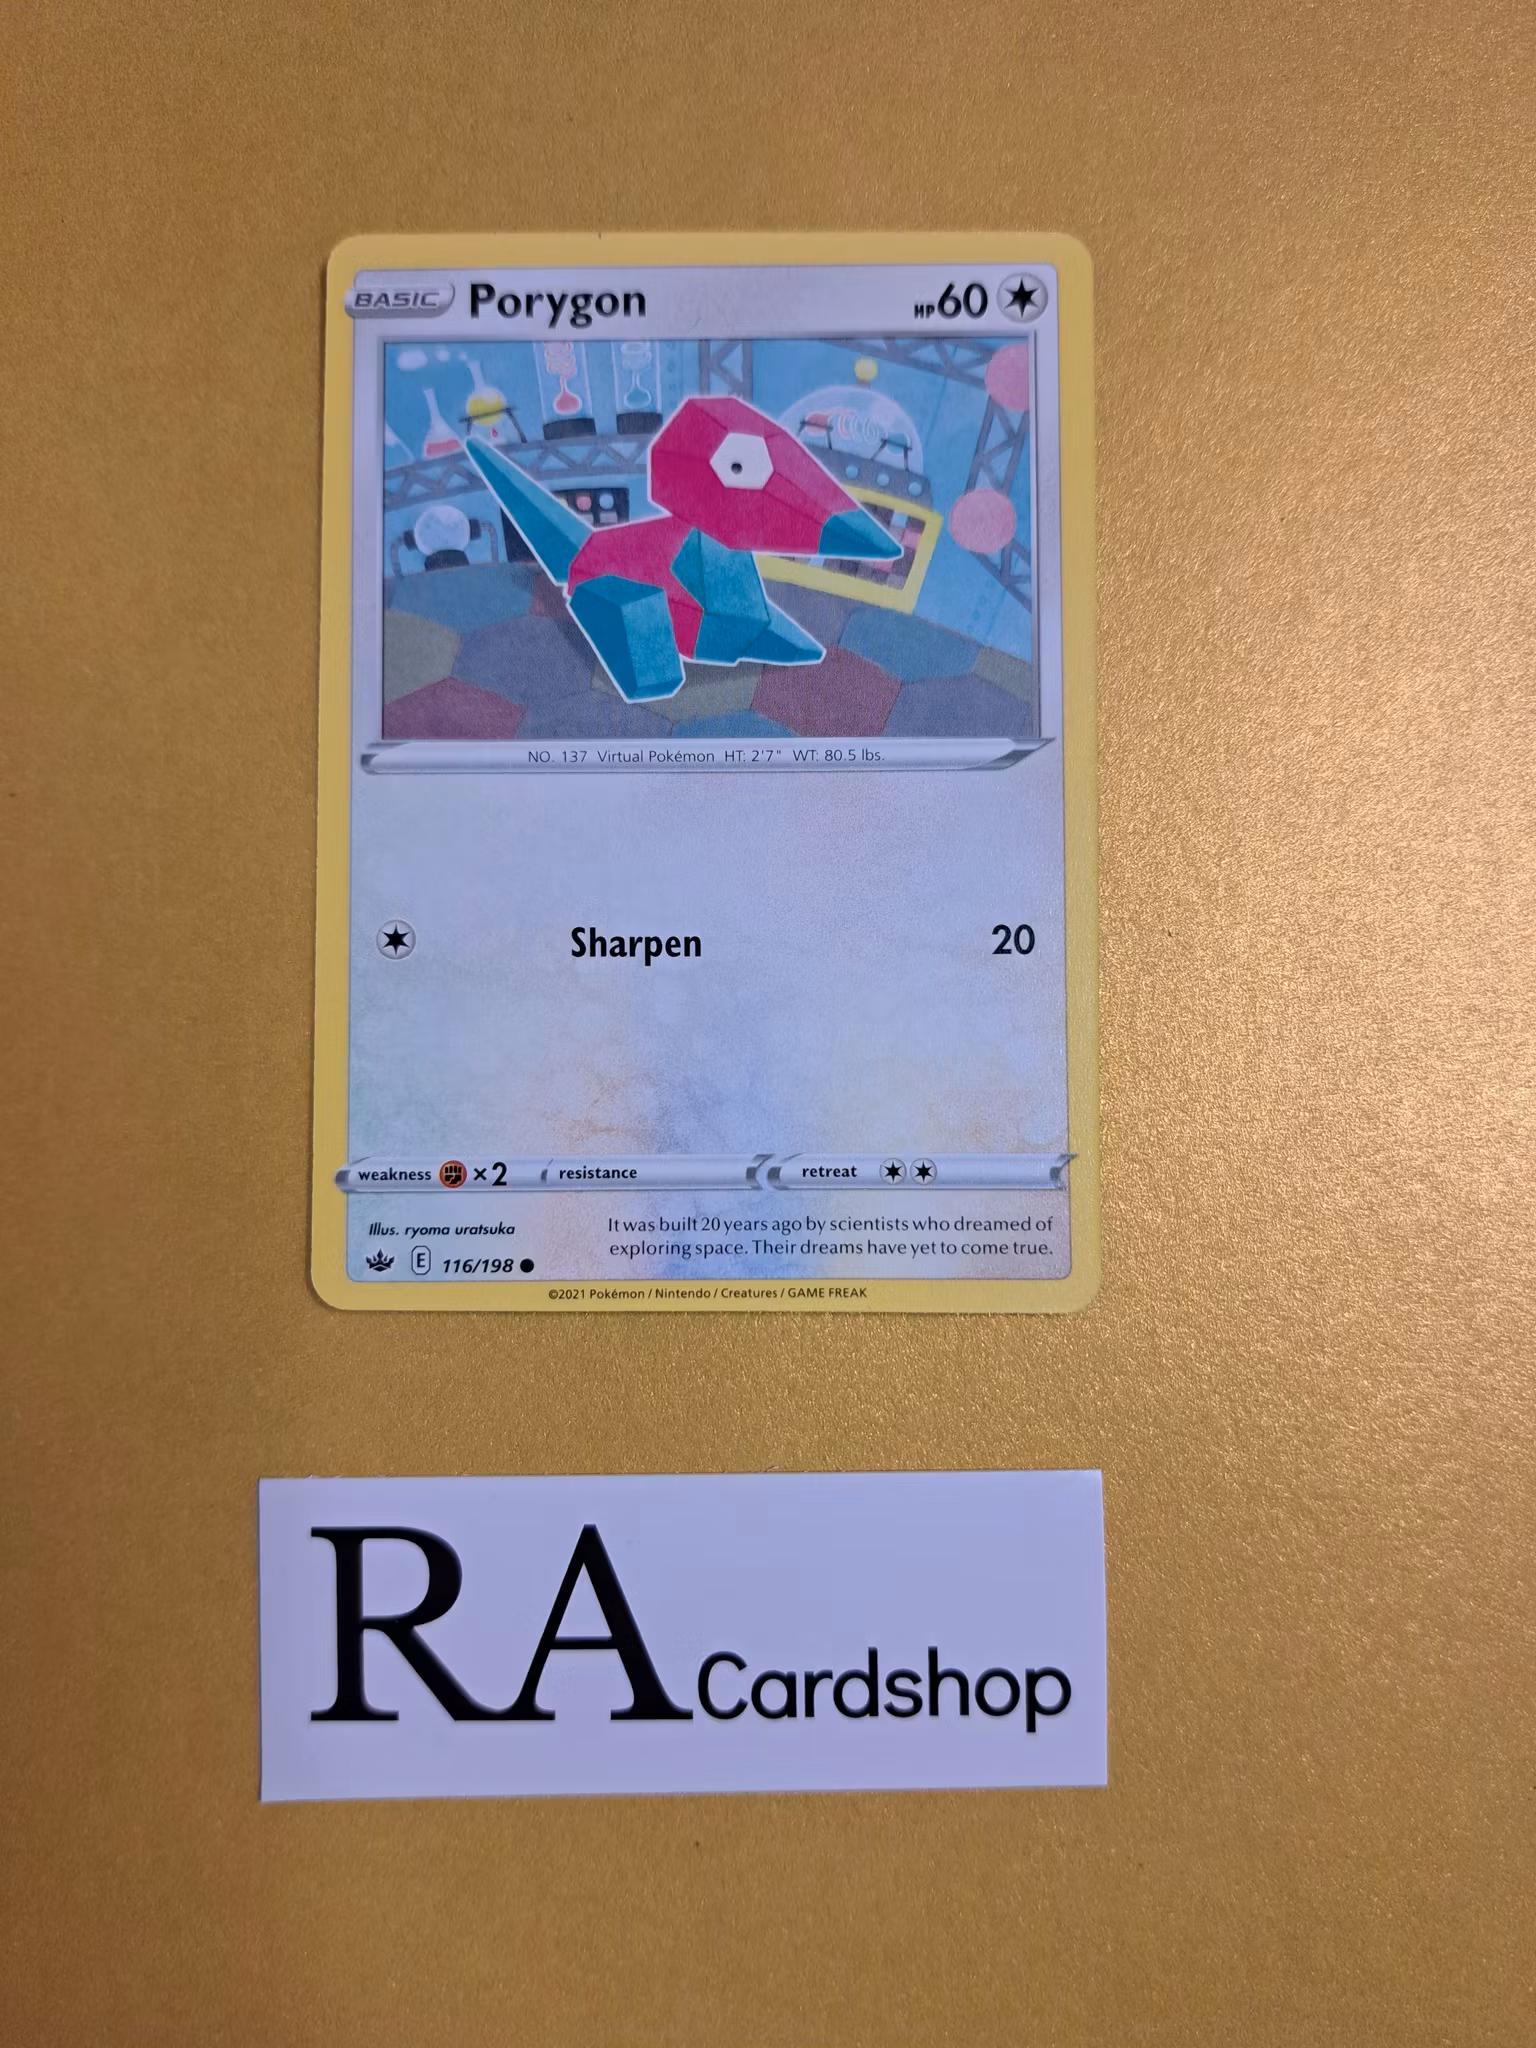 BASIC Porygon HP60
NO. 137 Virtual Pokémon HT: 2'7" WT: 80.5 lbs.
Sharpen 20
weakness ×2 resistance retreat
Illus. ryoma uratsuka
It was built 20 years ago by scientists who dreamed of
exploring space. Their dreams have yet to come true.
E 116/198
©2021 Pokémon / Nintendo / Creatures / GAME FREAK
RA Cardshop